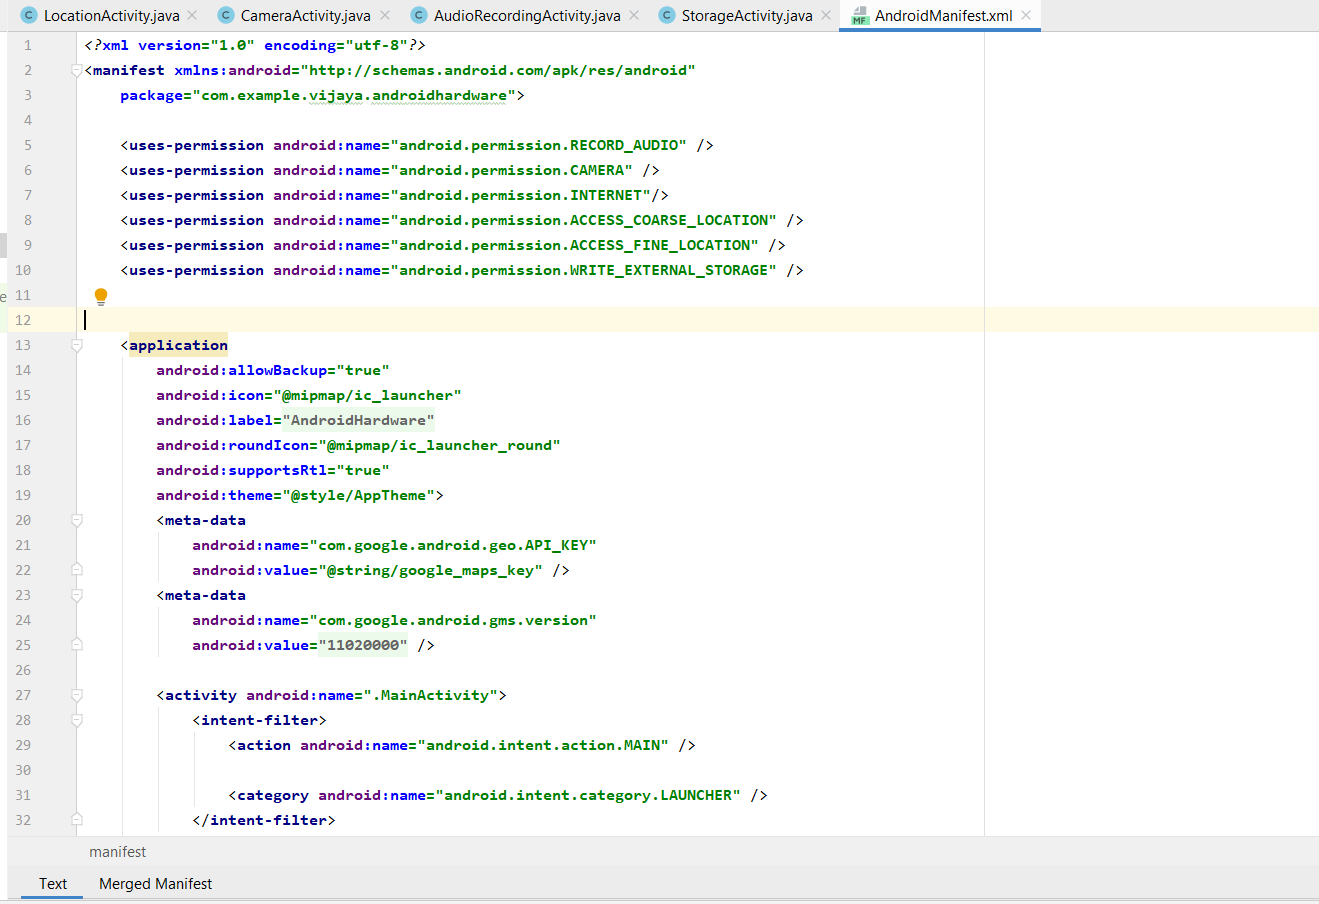 LocationActivity.java CameraActivity.java AudioRecordingActivity.java StorageActivity.java AndroidManifest.xml
1 <?xml version="1.0" encoding="utf-8"?>
2 <manifest xmlns:android="http://schemas.android.com/apk/res/android"
3 package="com.example.vijaya.androidhardware">
4
5 <uses-permission android:name="android.permission.RECORD_AUDIO" />
6 <uses-permission android:name="android.permission.CAMERA" />
7 <uses-permission android:name="android.permission.INTERNET"/>
8 <uses-permission android:name="android.permission.ACCESS_COARSE_LOCATION" />
9 <uses-permission android:name="android.permission.ACCESS_FINE_LOCATION" />
10 <uses-permission android:name="android.permission.WRITE_EXTERNAL_STORAGE" />
11
12
13 <application
14 android:allowBackup="true"
15 android:icon="@mipmap/ic_launcher"
16 android:label="AndroidHardware"
17 android:roundIcon="@mipmap/ic_launcher_round"
18 android:supportsRtl="true"
19 android:theme="@style/AppTheme">
20 <meta-data
21 android:name="com.google.android.geo.API_KEY"
22 android:value="@string/google_maps_key" />
23 <meta-data
24 android:name="com.google.android.gms.version"
25 android:value="11020000" />
26
27 <activity android:name=".MainActivity">
28 <intent-filter>
29 <action android:name="android.intent.action.MAIN" />
30
31 <category android:name="android.intent.category.LAUNCHER" />
32 </intent-filter>
manifest
Text Merged Manifest